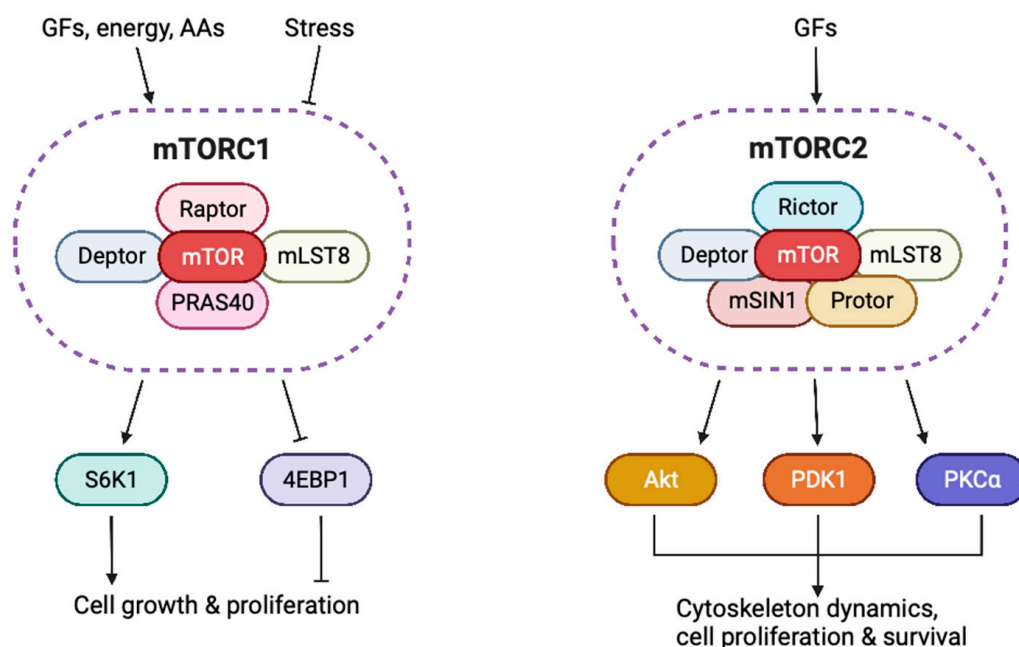 GFs, energy, AAs
Stress
mTORC1
Raptor
Deptor
mTOR
mLST8
PRAS40
S6K1
4EBP1
Cell growth & proliferation
GFs
mTORC2
Rictor
Deptor
mTOR
mLST8
mSIN1
Protor
Akt
PDK1
PKCα
Cytoskeleton dynamics,
cell proliferation & survival